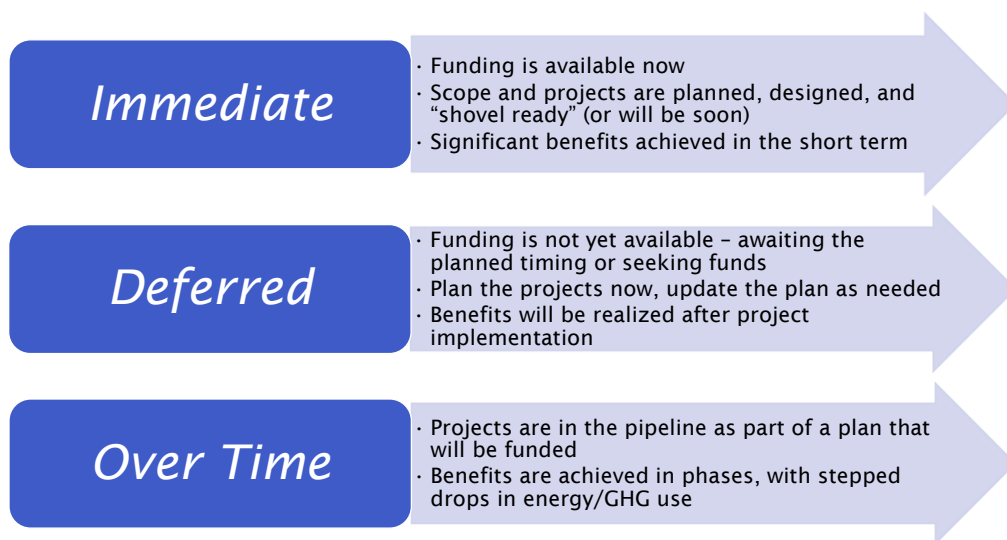 Immediate
· Funding is available now
· Scope and projects are planned, designed, and
“shovel ready” (or will be soon)
· Significant benefits achieved in the short term
Deferred
· Funding is not yet available – awaiting the
planned timing or seeking funds
· Plan the projects now, update the plan as needed
· Benefits will be realized after project
implementation
Over Time
· Projects are in the pipeline as part of a plan that
will be funded
· Benefits are achieved in phases, with stepped
drops in energy/GHG use